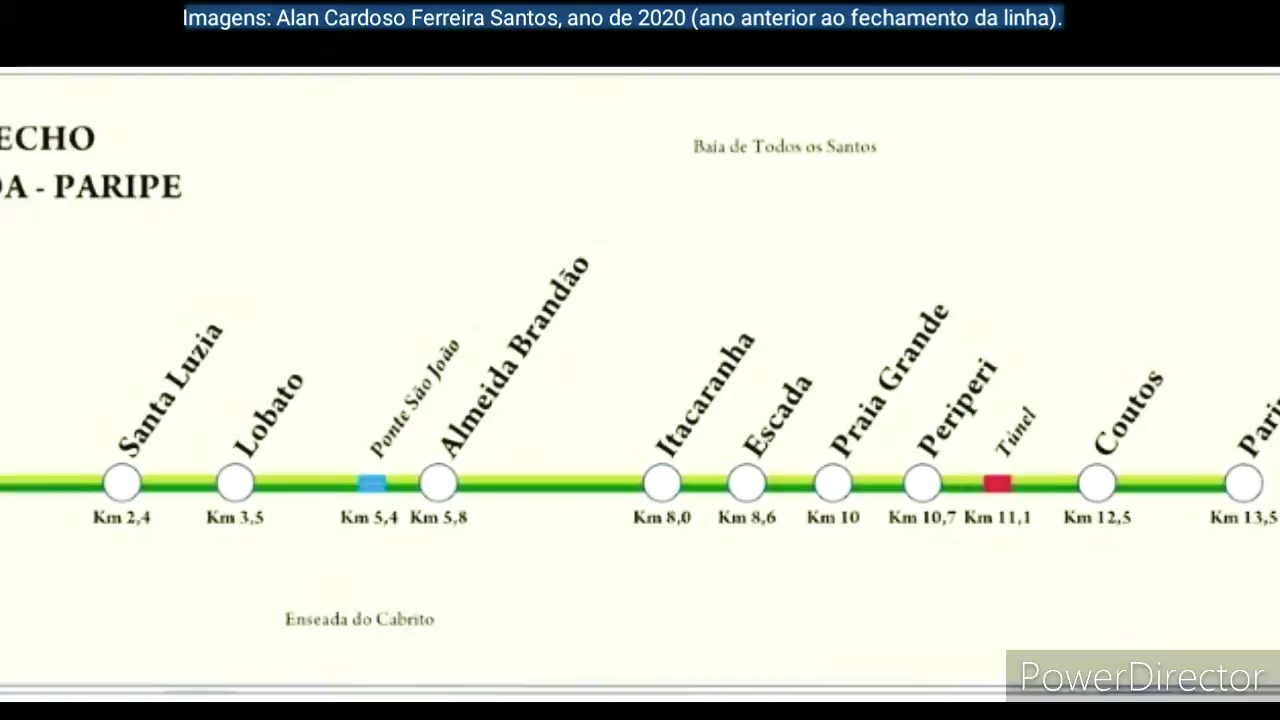 Imagens: Alan Cardoso Ferreira Santos, ano de 2020 (ano anterior ao fechamento da linha).
ECHO
A - PARIPE
Baía de Todos os Santos
Santa Luzia
Lobato
Ponte São João
Almeida Brandão
Itacaranha
Escada
Praia Grande
Periperi
Túnel
Coutos
Km 2,4
Km 3,5
Km 5,4
Km 5,8
Km 8,0
Km 8,6
Km 10
Km 10,7
Km 11,1
Km 12,5
Km 13,5
Enseada do Cabrito
PowerDirector